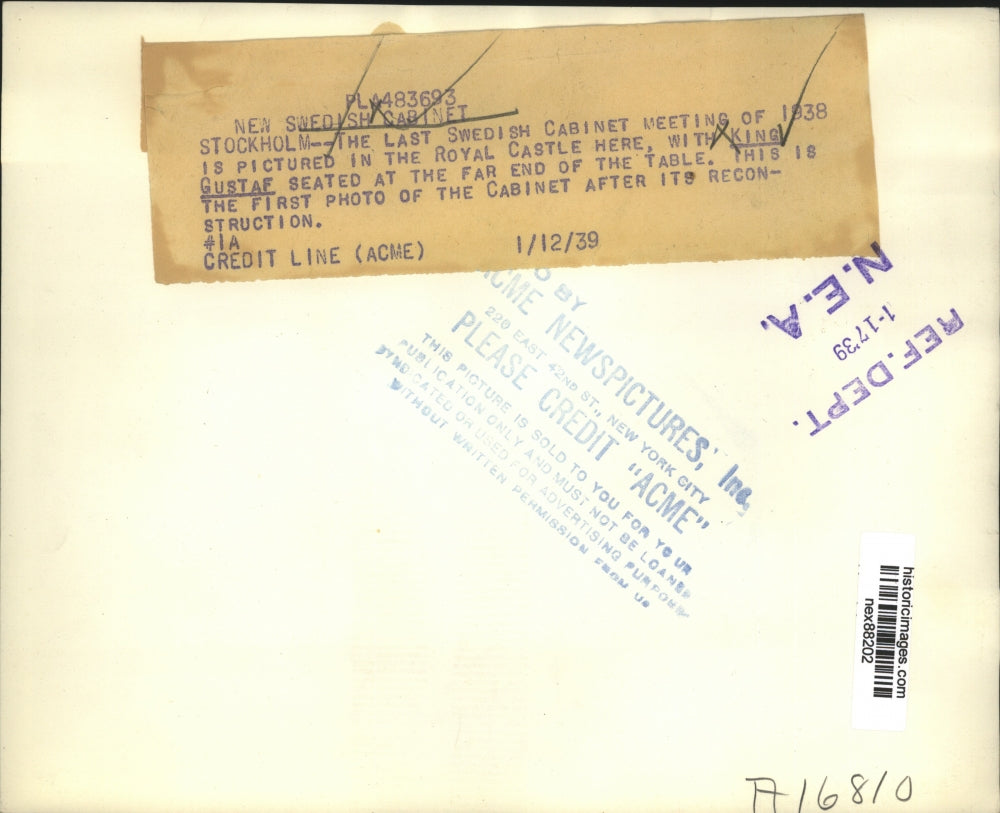 PLA483693
NEW SWEDISH CABINET
STOCKHOLM--THE LAST SWEDISH CABINET MEETING OF 1938
IS PICTURED IN THE ROYAL CASTLE HERE, WITH KING
GUSTAF SEATED AT THE FAR END OF THE TABLE. THIS IS
THE FIRST PHOTO OF THE CABINET AFTER ITS RECON-
STRUCTION.
#1A
CREDIT LINE (ACME) 1/12/39
BY
ACME NEWSPICTURES, Inc.
220 EAST 42ND ST., NEW YORK CITY
PLEASE CREDIT "ACME"
THIS PICTURE IS SOLD TO YOU FOR YOUR
PUBLICATION ONLY AND MUST NOT BE LOANED
SYNDICATED OR USED FOR ADVERTISING PURPOSES
WITHOUT WRITTEN PERMISSION FROM US
REF. DEPT.
1-17'39
N.E.A.
historicimages.com
nex88202
A16810